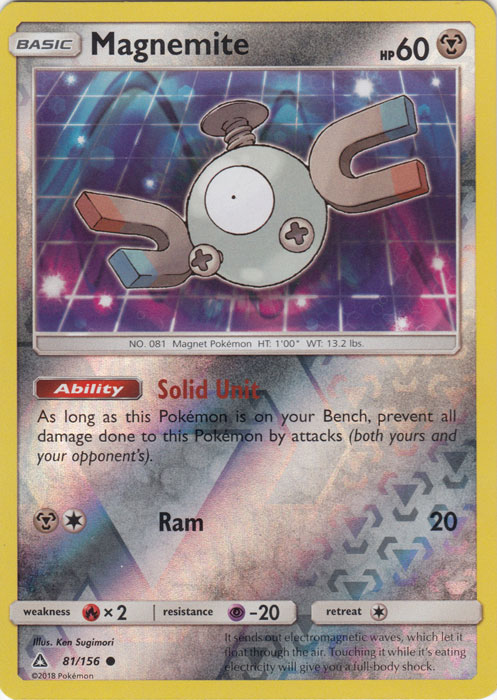 BASIC Magnemite HP 60
NO. 081 Magnet Pokémon HT: 1'00" WT: 13.2 lbs.
Ability Solid Unit
As long as this Pokémon is on your Bench, prevent all
damage done to this Pokémon by attacks (both yours and
your opponent's).
Ram 20
weakness × 2 resistance -20 retreat
Illus. Ken Sugimori
81/156
©2018 Pokémon
It sends out electromagnetic waves, which let it
float through the air. Touching it while it's eating
electricity will give you a full-body shock.